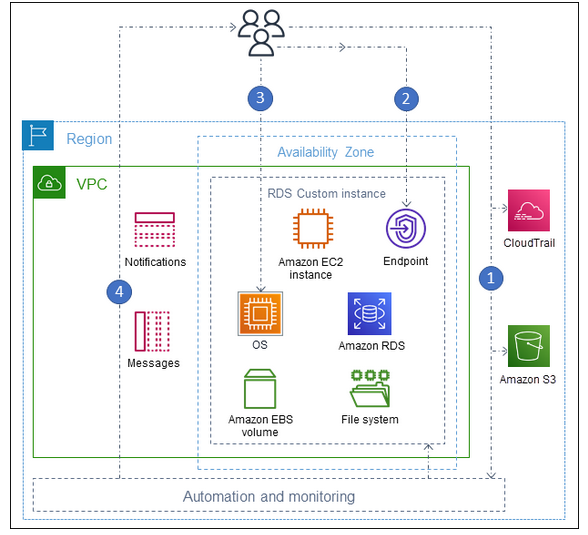 3
2
Region
Availability Zone
VPC
RDS Custom instance
CloudTrail
Notifications
Amazon EC2
instance
Endpoint
4
1
Messages
OS
Amazon RDS
Amazon S3
Amazon EBS
volume
File system
Automation and monitoring